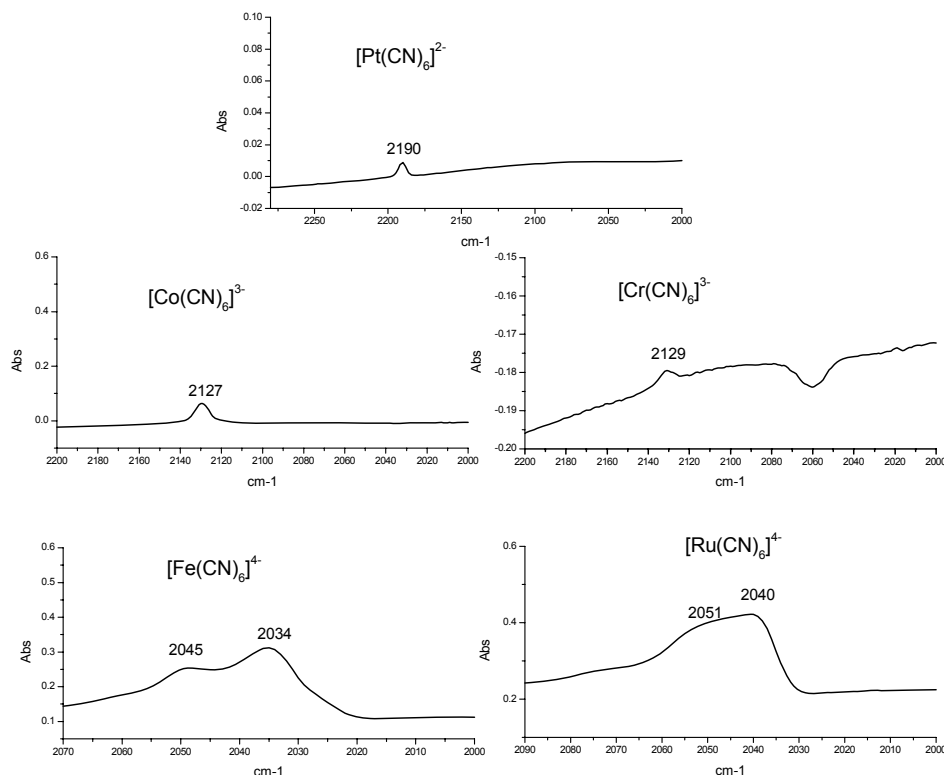 [Pt(CN)6]2-
0.10
0.08
0.06
0.04
0.02
0.00
-0.02
Abs
2190
2250 2200 2150 2100 2050 2000
cm-1
[Co(CN)6]3-
0.6
0.4
0.2
0.0
Abs
2127
2200 2180 2160 2140 2120 2100 2080 2060 2040 2020 2000
cm-1
[Cr(CN)6]3-
-0.15
-0.16
-0.17
-0.18
-0.19
-0.20
Abs
2129
2200 2180 2160 2140 2120 2100 2080 2060 2040 2020 2000
cm-1
[Fe(CN)6]4-
0.6
0.5
0.4
0.3
0.2
0.1
Abs
2045
2034
2070 2060 2050 2040 2030 2020 2010 2000
cm-1
[Ru(CN)6]4-
0.6
0.4
0.2
Abs
2051
2040
2090 2080 2070 2060 2050 2040 2030 2020 2010 2000
cm-1